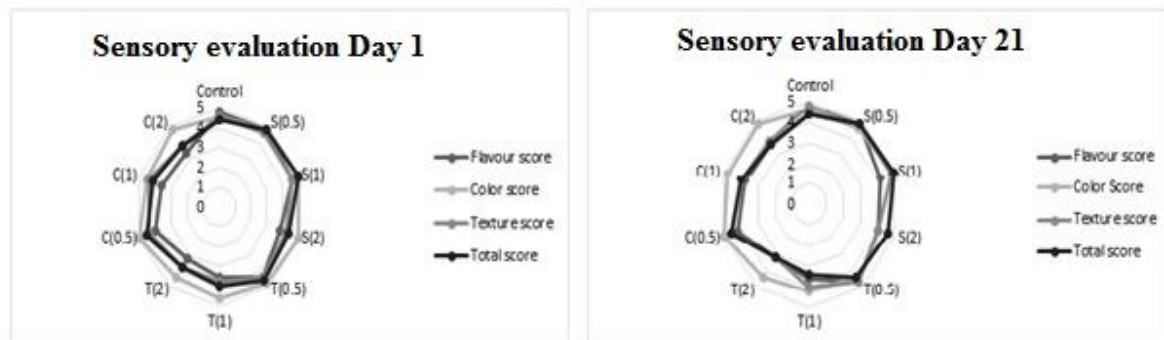 Sensory evaluation Day 1
Control
5
4
3
2
1
0
S(0.5)
S(1)
S(2)
T(0.5)
T(1)
T(2)
C(0.5)
C(1)
C(2)
Flavour score
Color score
Texture score
Total score
Sensory evaluation Day 21
Control
5
4
3
2
1
0
S(0.5)
S(1)
S(2)
T(0.5)
T(1)
T(2)
C(0.5)
C(1)
C(2)
Flavour score
Color Score
Texture score
Total score